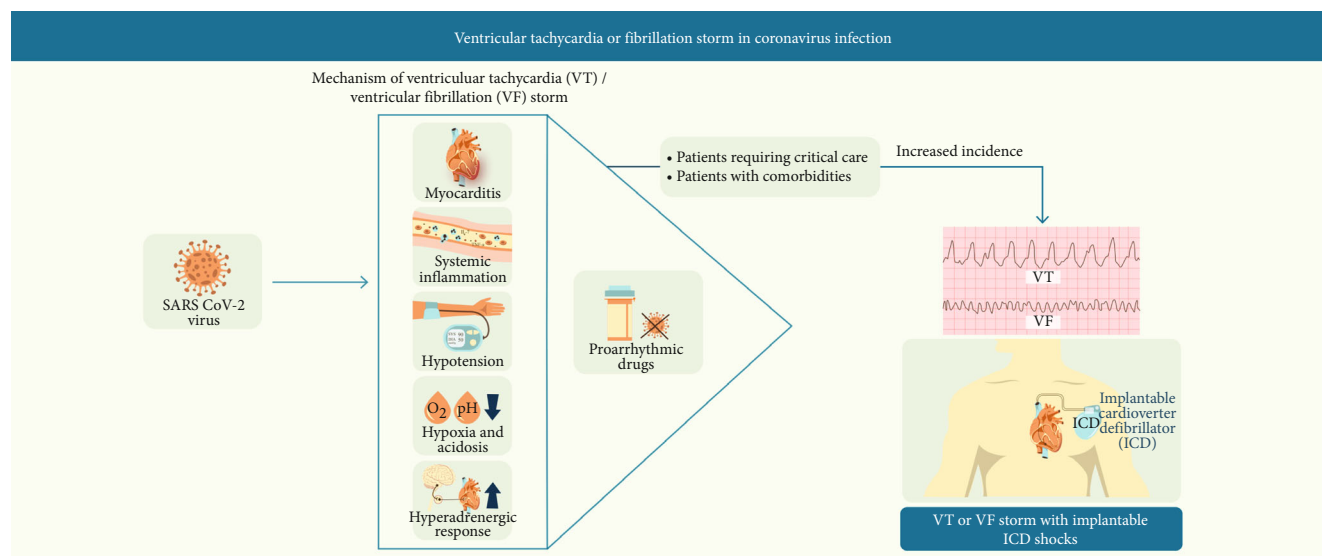 Ventricular tachycardia or fibrillation storm in coronavirus infection
Mechanism of ventriculuar tachycardia (VT) /
ventricular fibrillation (VF) storm
SARS CoV-2
virus
Myocarditis
Systemic
inflammation
Hypotension
O2 pH
Hypoxia and
acidosis
Hyperadrenergic
response
Proarrhythmic
drugs
• Patients requiring critical care
• Patients with comorbidities
Increased incidence
VT
VF
Implantable
cardioverter
defibrillator
(ICD)
ICD
VT or VF storm with implantable
ICD shocks